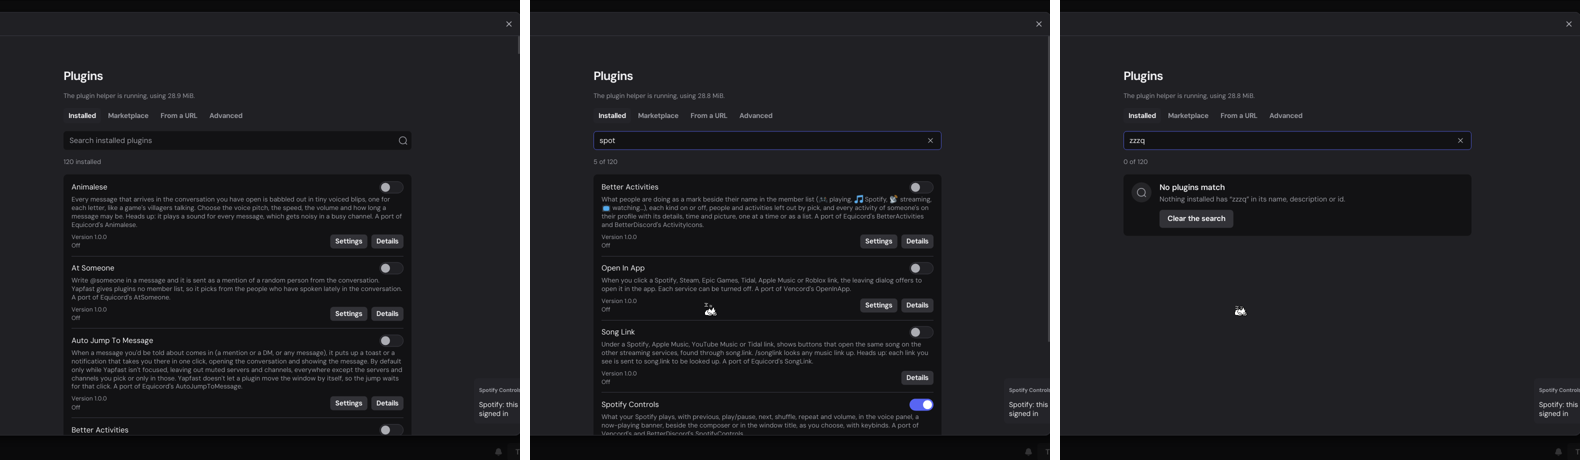 Plugins
The plugin helper is running, using 28.9 MiB.
Installed Marketplace From a URL Advanced
Search installed plugins
120 installed
Animalese
Every message that arrives in the conversation you have open is babbled out in tiny voiced blips, one for
each letter, like a game's villagers talking. Choose the voice pitch, the speed, the volume and how long a
message may be. Heads up: it plays a sound for every message, which gets noisy in a busy channel. A port of
Equicord's Animalese.
Version 1.0.0
Off
Settings Details
At Someone
Write @someone in a message and it is sent as a mention of a random person from the conversation.
Yapfast gives plugins no member list, so it picks from the people who have spoken lately in the conversation.
A port of Equicord's AtSomeone.
Version 1.0.0
Off
Settings Details
Auto Jump To Message
When a message you'd be told about comes in (a mention or a DM, or any message), it puts up a toast or a
notification that takes you there in one click, opening the conversation and showing the message. By default
only while Yapfast isn't focused, leaving out muted servers and channels, everywhere except the servers and
channels you pick or only in those. Yapfast doesn't let a plugin move the window by itself, so the jump waits
for that click. A port of Equicord's AutoJumpToMessage.
Version 1.0.0
Off
Settings Details
Better Activities
Spotify Controls
Spotify: this
signed in
Plugins
The plugin helper is running, using 28.8 MiB.
Installed Marketplace From a URL Advanced
spot
5 of 120
Better Activities
What people are doing as a mark beside their name in the member list (♫ playing, 🎵 Spotify, 📽 streaming,
📺 watching...), each kind on or off, people and activities left out by pick, and every activity of someone's on
their profile with its details, time and picture, one at a time or as a list. A port of Equicord's BetterActivities
and BetterDiscord's ActivityIcons.
Version 1.0.0
Off
Settings Details
Open In App
When you click a Spotify, Steam, Epic Games, Tidal, Apple Music or Roblox link, the leaving dialog offers to
open it in the app. Each service can be turned off. A port of Vencord's OpenInApp.
Version 1.0.0
Off
Settings Details
Song Link
Under a Spotify, Apple Music, YouTube Music or Tidal link, shows buttons that open the same song on the
other streaming services, found through song.link. /songlink looks any music link up. Heads up: each link you
see is sent to song.link to be looked up. A port of Equicord's SongLink.
Version 1.0.0
Off
Details
Spotify Controls
What your Spotify plays, with previous, play/pause, next, shuffle, repeat and volume, in the voice panel, a
now-playing banner, beside the composer or in the window title, as you choose, with keybinds. A port of
Vencord's and BetterDiscord's SpotifyControls.
Spotify Controls
Spotify: this
signed in
Plugins
The plugin helper is running, using 28.8 MiB.
Installed Marketplace From a URL Advanced
zzzq
0 of 120
No plugins match
Nothing installed has "zzzq" in its name, description or id.
Clear the search
Spotify Controls
Spotify: this
signed in